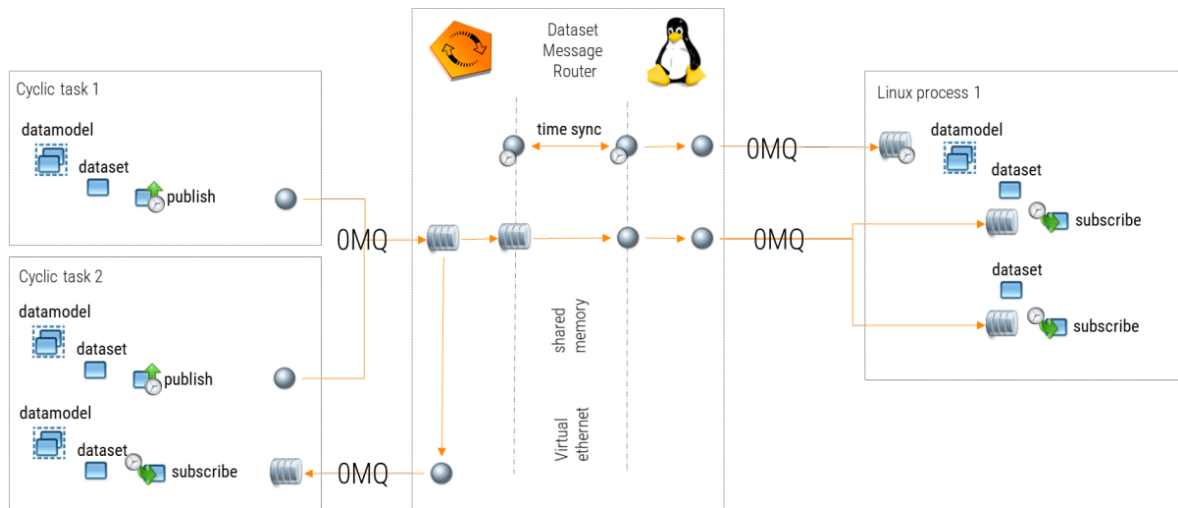 Cyclic task 1
datamodel
dataset
publish
Cyclic task 2
datamodel
dataset
publish
datamodel
dataset
subscribe
0MQ
0MQ
Dataset
Message
Router
time sync
shared
memory
Virtual
ethernet
0MQ
0MQ
Linux process 1
datamodel
dataset
subscribe
dataset
subscribe